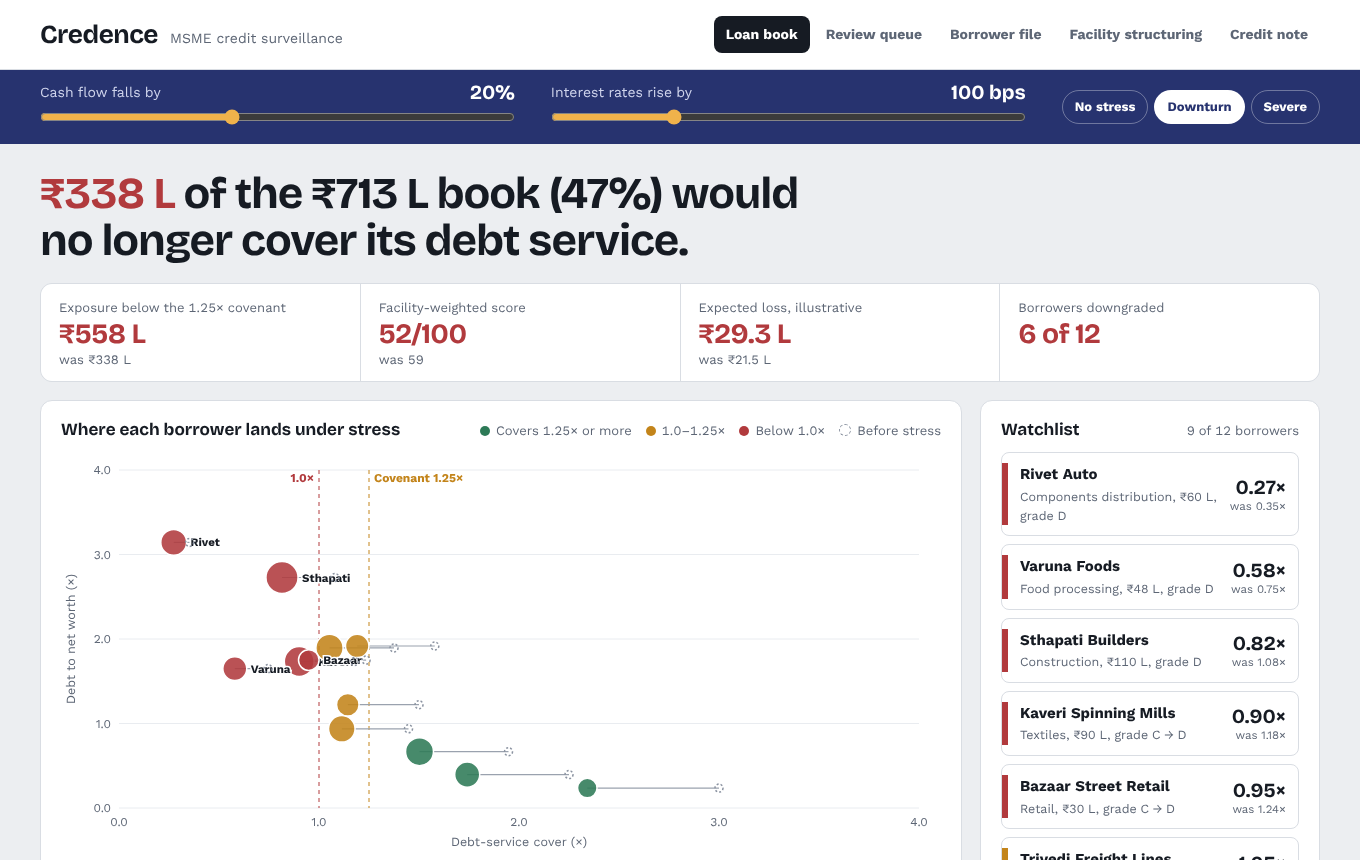 Credence MSME credit surveillance
Loan book
Review queue
Borrower file
Facility structuring
Credit note
Cash flow falls by 20%
Interest rates rise by 100 bps
No stress
Downturn
Severe
₹338 L of the ₹713 L book (47%) would
no longer cover its debt service.
Exposure below the 1.25× covenant
₹558 L
was ₹338 L
Facility-weighted score
52/100
was 59
Expected loss, illustrative
₹29.3 L
was ₹21.5 L
Borrowers downgraded
6 of 12
Where each borrower lands under stress
Covers 1.25× or more
1.0–1.25×
Below 1.0×
Before stress
4.0
1.0×
Covenant 1.25×
Rivet
3.0
Sthapati
Debt to net worth (×)
2.0
Bazaar
Varuna
1.0
0.0
0.0 1.0 2.0 3.0 4.0
Debt-service cover (×)
Watchlist 9 of 12 borrowers
Rivet Auto
Components distribution, ₹60 L,
grade D
0.27×
was 0.35×
Varuna Foods
Food processing, ₹48 L, grade D
0.58×
was 0.75×
Sthapati Builders
Construction, ₹110 L, grade D
0.82×
was 1.08×
Kaveri Spinning Mills
Textiles, ₹90 L, grade C → D
0.90×
was 1.18×
Bazaar Street Retail
Retail, ₹30 L, grade C → D
0.95×
was 1.24×
Trivedi Freight Lines